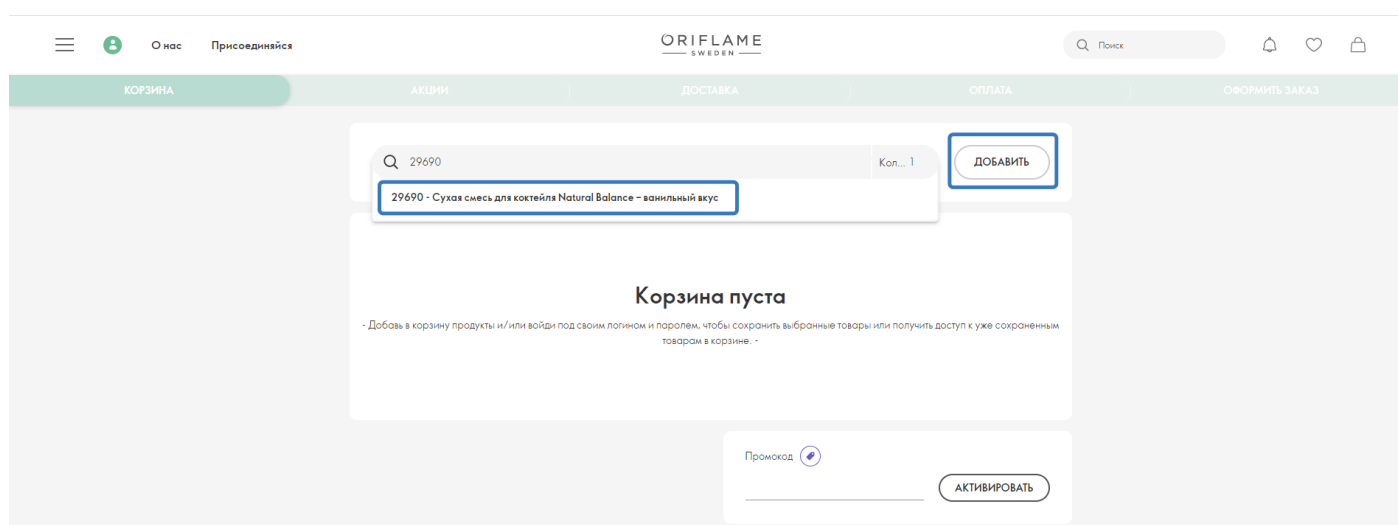 О нас Присоединяйся ORIFLAME Поиск
SWEDEN
КОРЗИНА АКЦИИ ДОСТАВКА ОПЛАТА ОФОРМИТЬ ЗАКАЗ
29690 Кол... 1 ДОБАВИТЬ
29690 - Сухая смесь для коктейля Natural Balance – ванильный вкус
Корзина пуста
- Добавь в корзину продукты и/или войди под своим логином и паролем, чтобы сохранить выбранные товары или получить доступ к уже сохраненным
товарам в корзине. -
Промокод
АКТИВИРОВАТЬ